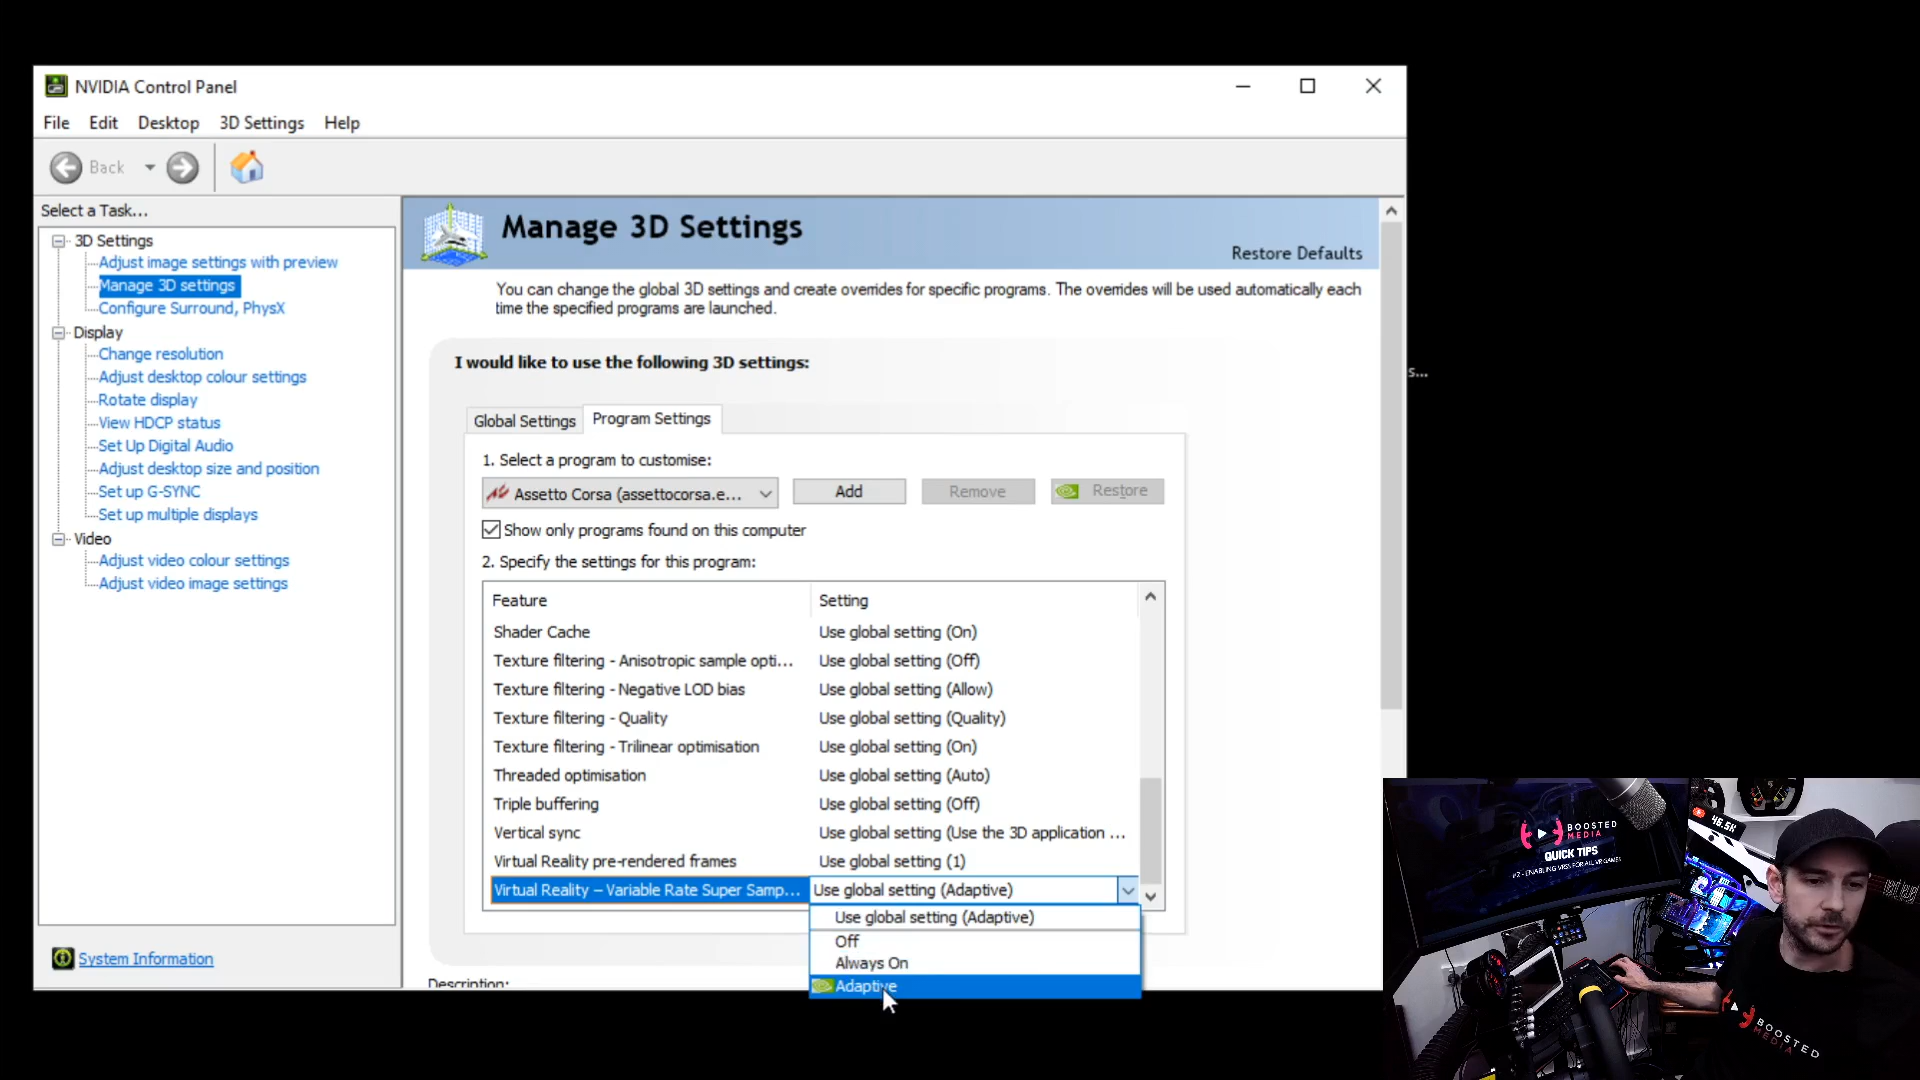 NVIDIA Control Panel
File Edit Desktop 3D Settings Help
Back
Select a Task...
3D Settings
Adjust image settings with preview
Manage 3D settings
Configure Surround, PhysX
Display
Change resolution
Adjust desktop colour settings
Rotate display
View HDCP status
Set Up Digital Audio
Adjust desktop size and position
Set up G-SYNC
Set up multiple displays
Video
Adjust video colour settings
Adjust video image settings
System Information
Manage 3D Settings
Restore Defaults
You can change the global 3D settings and create overrides for specific programs. The overrides will be used automatically each
time the specified programs are launched.
I would like to use the following 3D settings:
Global Settings Program Settings
1. Select a program to customise:
Assetto Corsa (assettocorsa.e... Add Remove Restore
Show only programs found on this computer
2. Specify the settings for this program:
Feature Setting
Shader Cache Use global setting (On)
Texture filtering - Anisotropic sample opti... Use global setting (Off)
Texture filtering - Negative LOD bias Use global setting (Allow)
Texture filtering - Quality Use global setting (Quality)
Texture filtering - Trilinear optimisation Use global setting (On)
Threaded optimisation Use global setting (Auto)
Triple buffering Use global setting (Off)
Vertical sync Use global setting (Use the 3D application ...
Virtual Reality pre-rendered frames Use global setting (1)
Virtual Reality – Variable Rate Super Samp... Use global setting (Adaptive)
Use global setting (Adaptive)
Off
Always On
Adaptive
Description:
s...
BOOSTED
MEDIA
QUICK TIPS
#2 - ENABLING VRSS FOR ALL VR GAMES
46.5K
BOOSTED
MEDIA